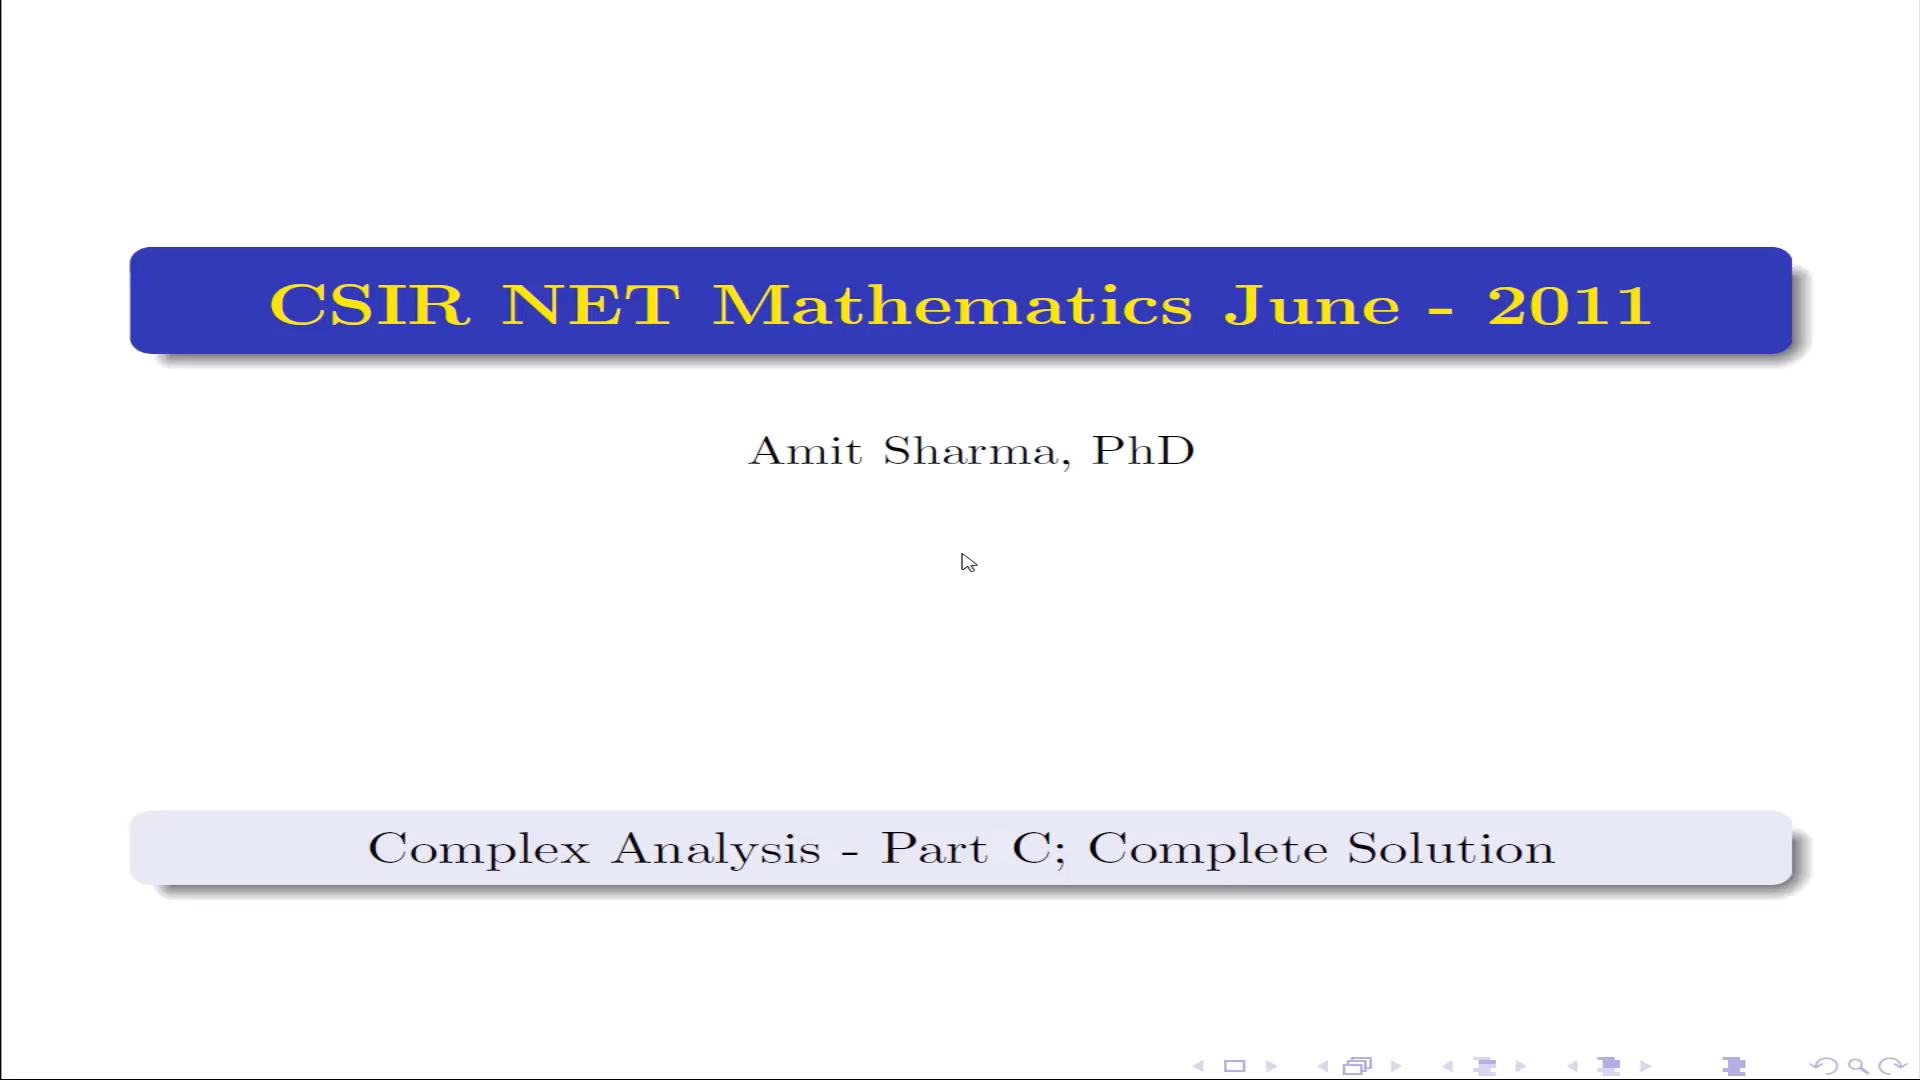 CSIR NET Mathematics June - 2011
Amit Sharma, PhD
Complex Analysis - Part C; Complete Solution